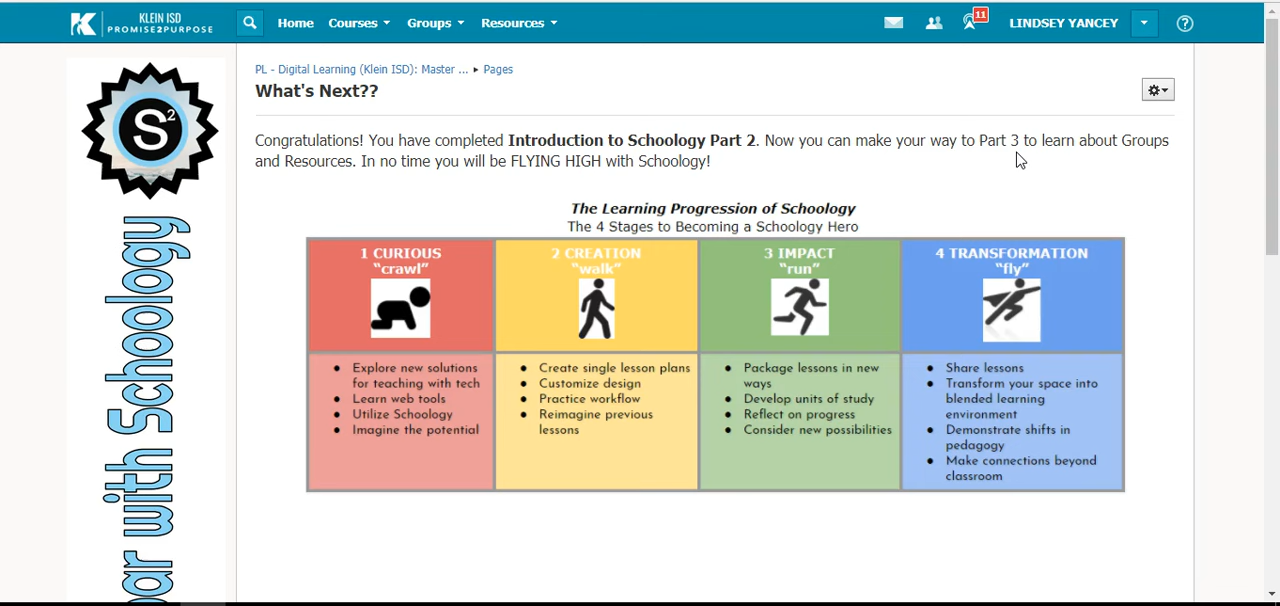 KLEIN ISD
PROMISE2PURPOSE
Home
Courses
Groups
Resources
11
LINDSEY YANCEY
PL - Digital Learning (Klein ISD): Master ... ▸ Pages
What's Next??
Congratulations! You have completed Introduction to Schoology Part 2. Now you can make your way to Part 3 to learn about Groups
and Resources. In no time you will be FLYING HIGH with Schoology!
The Learning Progression of Schoology
The 4 Stages to Becoming a Schoology Hero
1 CURIOUS
“crawl”
• Explore new solutions
for teaching with tech
• Learn web tools
• Utilize Schoology
• Imagine the potential
2 CREATION
“walk”
• Create single lesson plans
• Customize design
• Practice workflow
• Reimagine previous
lessons
3 IMPACT
“run”
• Package lessons in new
ways
• Develop units of study
• Reflect on progress
• Consider new possibilities
4 TRANSFORMATION
“fly”
• Share lessons
• Transform your space into
blended learning
environment
• Demonstrate shifts in
pedagogy
• Make connections beyond
classroom
S²
with Schoology